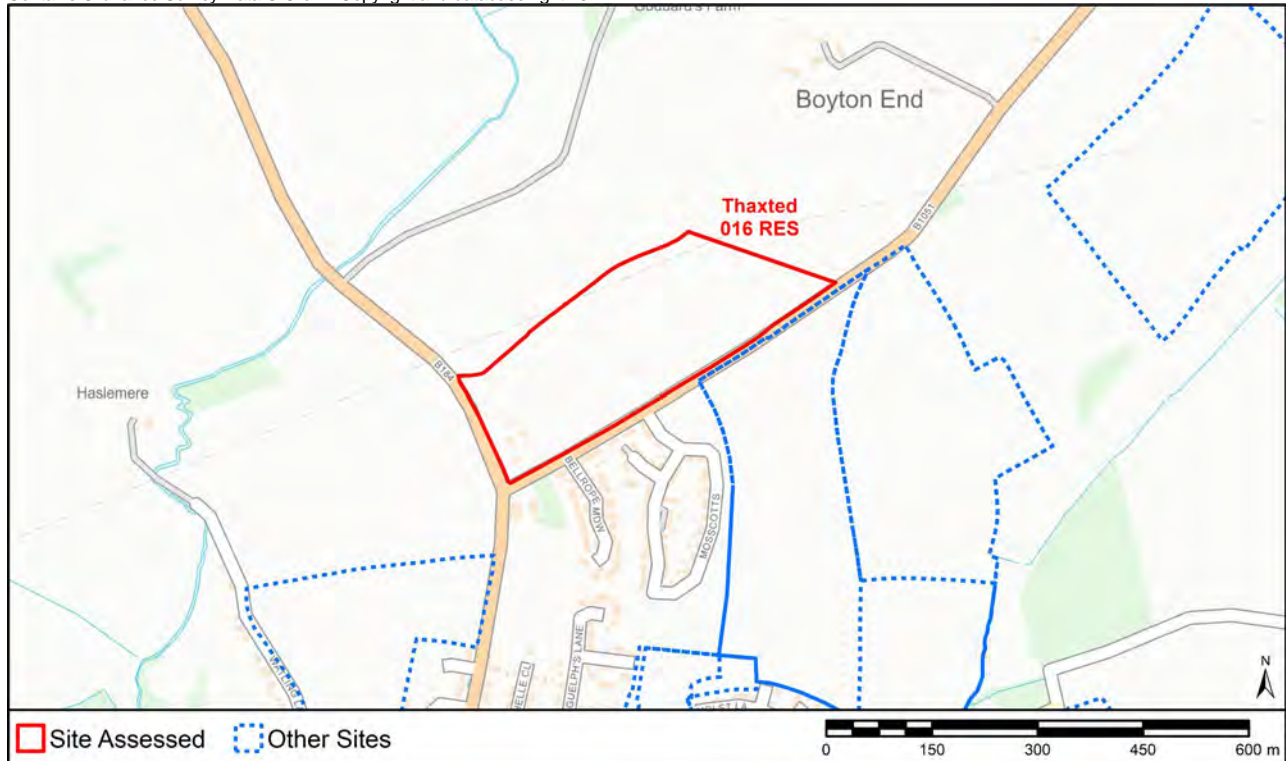 Boyton End
Thaxted
016 RES
B1051
B184
Haslemere
BELLROPE MDW
MOSSCOTTS
GUELPH'S LANE
N
Site Assessed
Other Sites
0 150 300 450 600 m